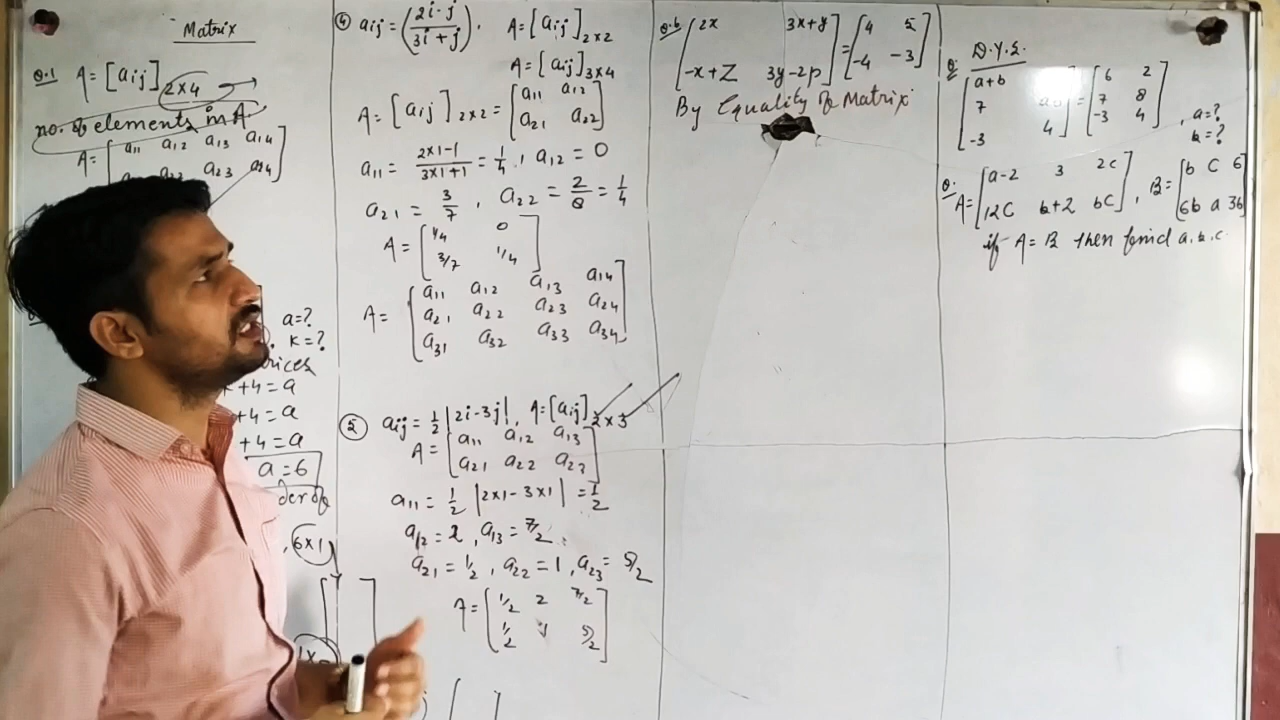 Matrix
Q.1 A = [aij] 2×4
no. of elements in A
A = [a11 a12 a13 a14
a23 a24]
a=?
K=?
rices
+4 = a
+4 = a
+4 = a
a = 6
der of
, 6×1
④ aij = (2i-j / 3i+j). A = [aij] 2×2
A = [aij] 3×4
A = [aij] 2×2 = [a11 a12
a21 a22]
a11 = 2×1-1 / 3×1+1 = 1/4, a12 = 0
a21 = 3/7, a22 = 2/8 = 1/4
A = [1/4 0
3/7 1/4]
A = [a11 a12 a13 a14
a21 a22 a23 a24
a31 a32 a33 a34]
⑤ aij = 1/2 |2i-3j|, A = [aij] 2×3
A = [a11 a12 a13
a21 a22 a23]
a11 = 1/2 |2×1-3×1| = 1/2
a12 = 2, a13 = 7/2
a21 = 1/2, a22 = 1, a23 = 5/2
A = [1/2 2 7/2
1/2 1 5/2]
Q.6 [2x 3x+y
-x+Z 3y-2p] = [4 5
-4 -3]
By Equality of Matrix
Q. D.Y.S.
[a+b
7
-3 4] = [6 2
7 8
-3 4], a=?
b=?
Q. A = [a-2 3 2c
12c b+2 bc], B = [b c 6
6b a 3b]
if A = B then find a, b, c.